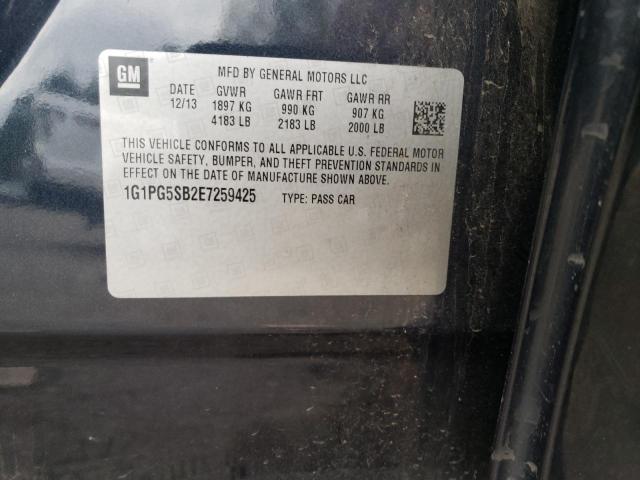 GM
MFD BY GENERAL MOTORS LLC
DATE GVWR GAWR FRT GAWR RR
12/13 1897 KG 990 KG 907 KG
4183 LB 2183 LB 2000 LB
THIS VEHICLE CONFORMS TO ALL APPLICABLE U.S. FEDERAL MOTOR
VEHICLE SAFETY, BUMPER, AND THEFT PREVENTION STANDARDS IN
EFFECT ON THE DATE OF MANUFACTURE SHOWN ABOVE.
1G1PG5SB2E7259425 TYPE: PASS CAR